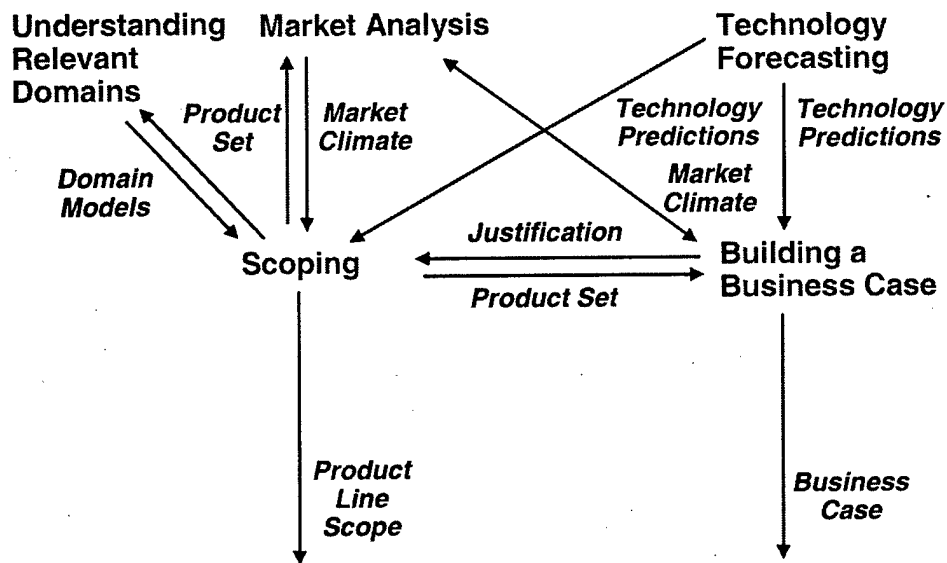 Understanding
Relevant
Domains
Market Analysis
Technology
Forecasting
Product
Set
Market
Climate
Technology
Predictions
Technology
Predictions
Domain
Models
Market
Climate
Justification
Scoping
Building a
Business Case
Product Set
Product
Line
Scope
Business
Case